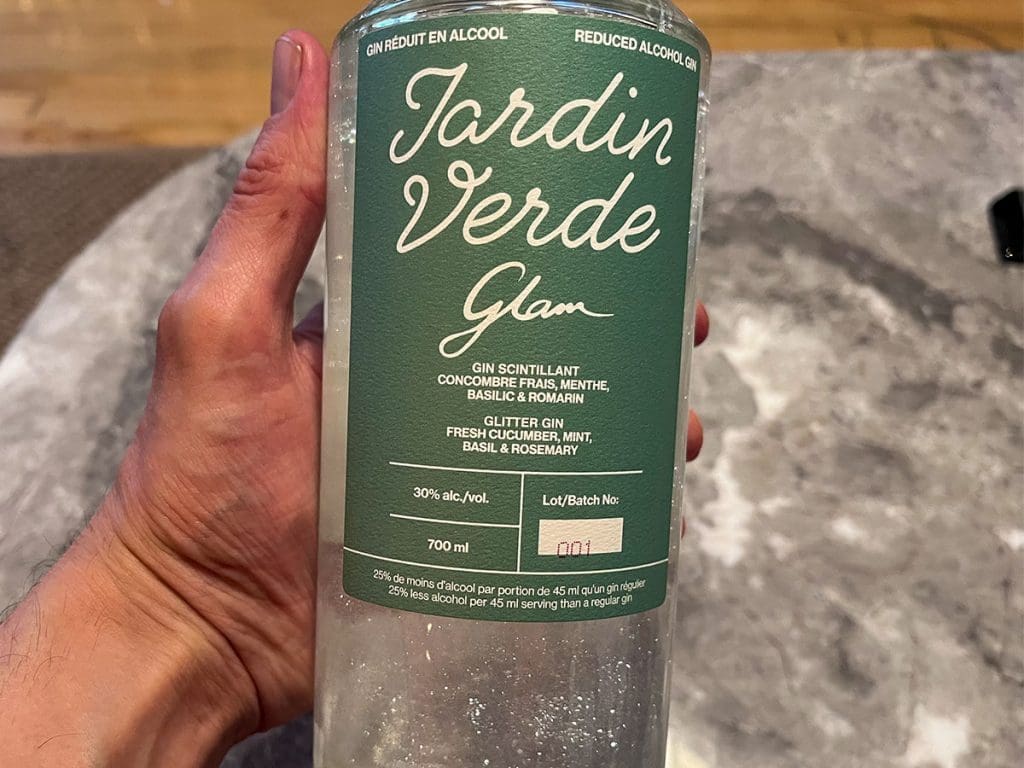 GIN RÉDUIT EN ALCOOL
REDUCED ALCOHOL GIN
Jardin
Verde
Glam
GIN SCINTILLANT
CONCOMBRE FRAIS, MENTHE,
BASILIC & ROMARIN
GLITTER GIN
FRESH CUCUMBER, MINT,
BASIL & ROSEMARY
30% alc./vol.
700 ml
Lot/Batch No:
001
25% de moins d'alcool par portion de 45 ml qu'un gin régulier
25% less alcohol per 45 ml serving than a regular gin